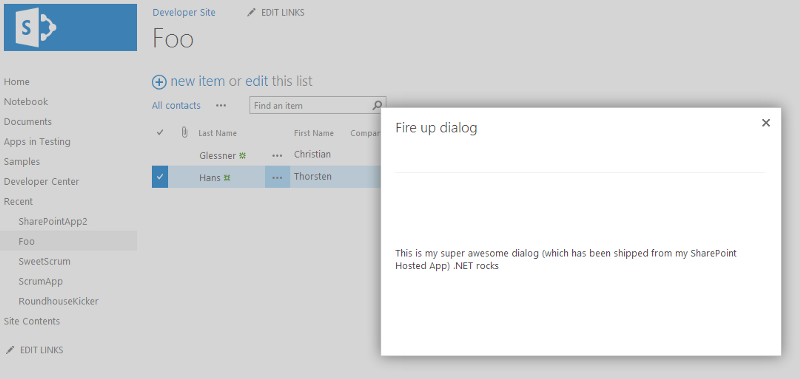 S
Developer Site EDIT LINKS
Foo
new item or edit this list
All contacts ••• Find an item
Last Name First Name Compan
Glessner ••• Christian
Hans ••• Thorsten
Home
Notebook
Documents
Apps in Testing
Samples
Developer Center
Recent
SharePointApp2
Foo
SweetScrum
ScrumApp
RoundhouseKicker
Site Contents
EDIT LINKS
Fire up dialog
This is my super awesome dialog (which has been shipped from my SharePoint
Hosted App) .NET rocks